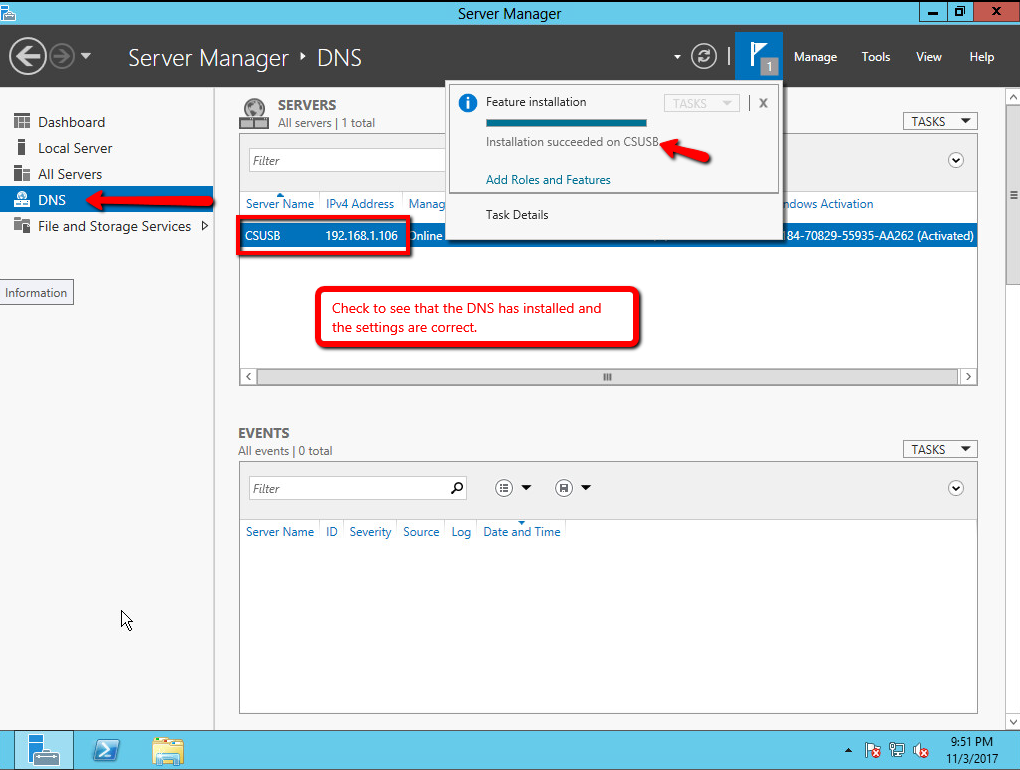 Server Manager
Server Manager ‣ DNS
1
Manage Tools View Help
Dashboard
Local Server
All Servers
DNS
File and Storage Services
Information
SERVERS
All servers | 1 total
TASKS
Filter
Server Name IPv4 Address Manag
ndows Activation
CSUSB 192.168.1.106 Online
184-70829-55935-AA262 (Activated)
Feature installation
TASKS
X
Installation succeeded on CSUSB.
Add Roles and Features
Task Details
Check to see that the DNS has installed and
the settings are correct.
EVENTS
All events | 0 total
TASKS
Filter
Server Name ID Severity Source Log Date and Time
9:51 PM
11/3/2017